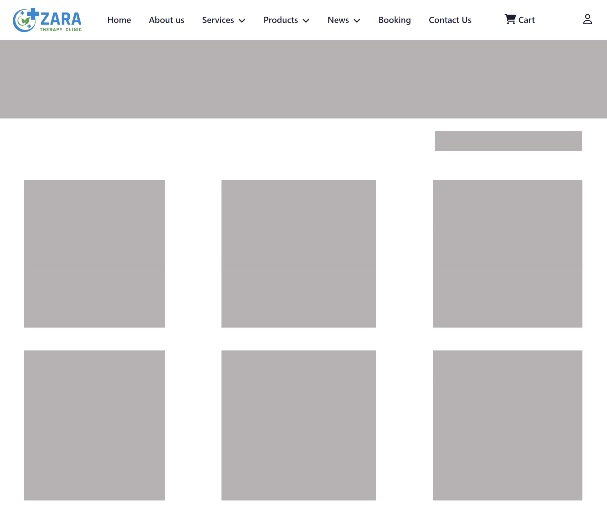 ZARA
THERAPY CLINIC
Home About us Services Products News Booking Contact Us Cart